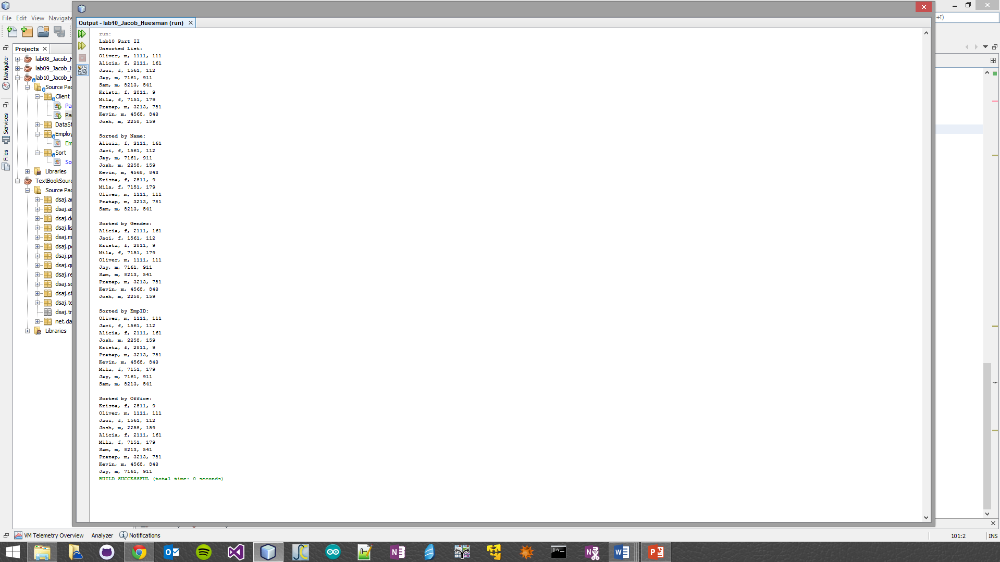 File Edit View Navigate
+I)
Output - lab10_Jacob_Huesman (run)
Projects
Navigator
Services
Files
lab08_Jacob_H
lab09_Jacob_H
lab10_Jacob_H
Source Pac
Client
Pa
Pa
DataSt
Employ
Em
Sort
So
Libraries
TextBookSourc
Source Pac
dsaj.ar
dsaj.as
dsaj.de
dsaj.lis
dsaj.m
dsaj.pe
dsaj.pr
dsaj.qu
dsaj.re
dsaj.so
dsaj.st
dsaj.te
dsaj.tr
net.da
Libraries
run:
Lab10 Part II
Unsorted List:
Oliver, m, 1111, 111
Alicia, f, 2111, 161
Jaci, f, 1561, 112
Jay, m, 7161, 911
Sam, m, 8213, 541
Krista, f, 2811, 9
Mila, f, 7151, 179
Pratap, m, 3213, 781
Kevin, m, 4568, 843
Josh, m, 2258, 159
Sorted by Name:
Alicia, f, 2111, 161
Jaci, f, 1561, 112
Jay, m, 7161, 911
Josh, m, 2258, 159
Kevin, m, 4568, 843
Krista, f, 2811, 9
Mila, f, 7151, 179
Oliver, m, 1111, 111
Pratap, m, 3213, 781
Sam, m, 8213, 541
Sorted by Gender:
Alicia, f, 2111, 161
Jaci, f, 1561, 112
Krista, f, 2811, 9
Mila, f, 7151, 179
Oliver, m, 1111, 111
Jay, m, 7161, 911
Sam, m, 8213, 541
Pratap, m, 3213, 781
Kevin, m, 4568, 843
Josh, m, 2258, 159
Sorted by EmpID:
Oliver, m, 1111, 111
Jaci, f, 1561, 112
Alicia, f, 2111, 161
Josh, m, 2258, 159
Krista, f, 2811, 9
Pratap, m, 3213, 781
Kevin, m, 4568, 843
Mila, f, 7151, 179
Jay, m, 7161, 911
Sam, m, 8213, 541
Sorted by Office:
Krista, f, 2811, 9
Oliver, m, 1111, 111
Jaci, f, 1561, 112
Josh, m, 2258, 159
Alicia, f, 2111, 161
Mila, f, 7151, 179
Sam, m, 8213, 541
Pratap, m, 3213, 781
Kevin, m, 4568, 843
Jay, m, 7161, 911
BUILD SUCCESSFUL (total time: 0 seconds)
VM Telemetry Overview Analyzer Notifications
101:2 INS